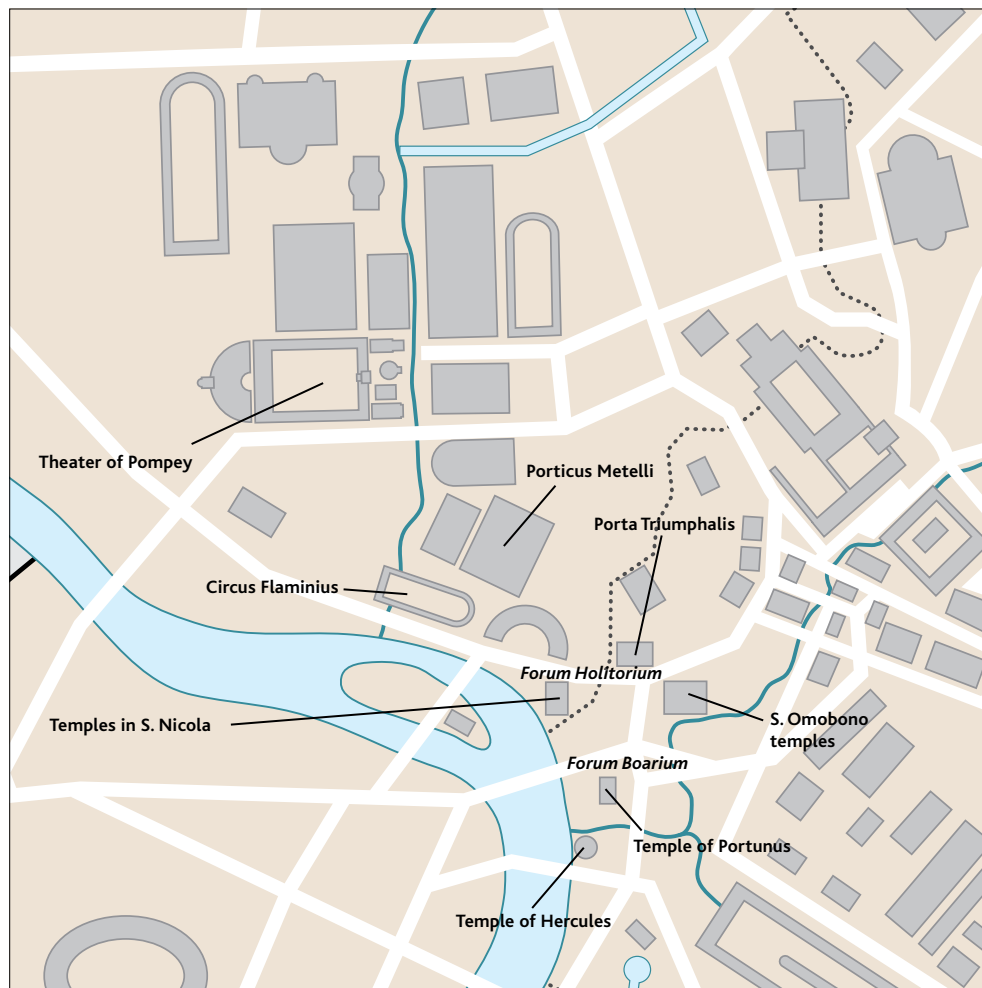 Theater of Pompey
Porticus Metelli
Porta Triumphalis
Circus Flaminius
Forum Holitorium
Temples in S. Nicola
S. Omobono
temples
Forum Boarium
Temple of Portunus
Temple of Hercules